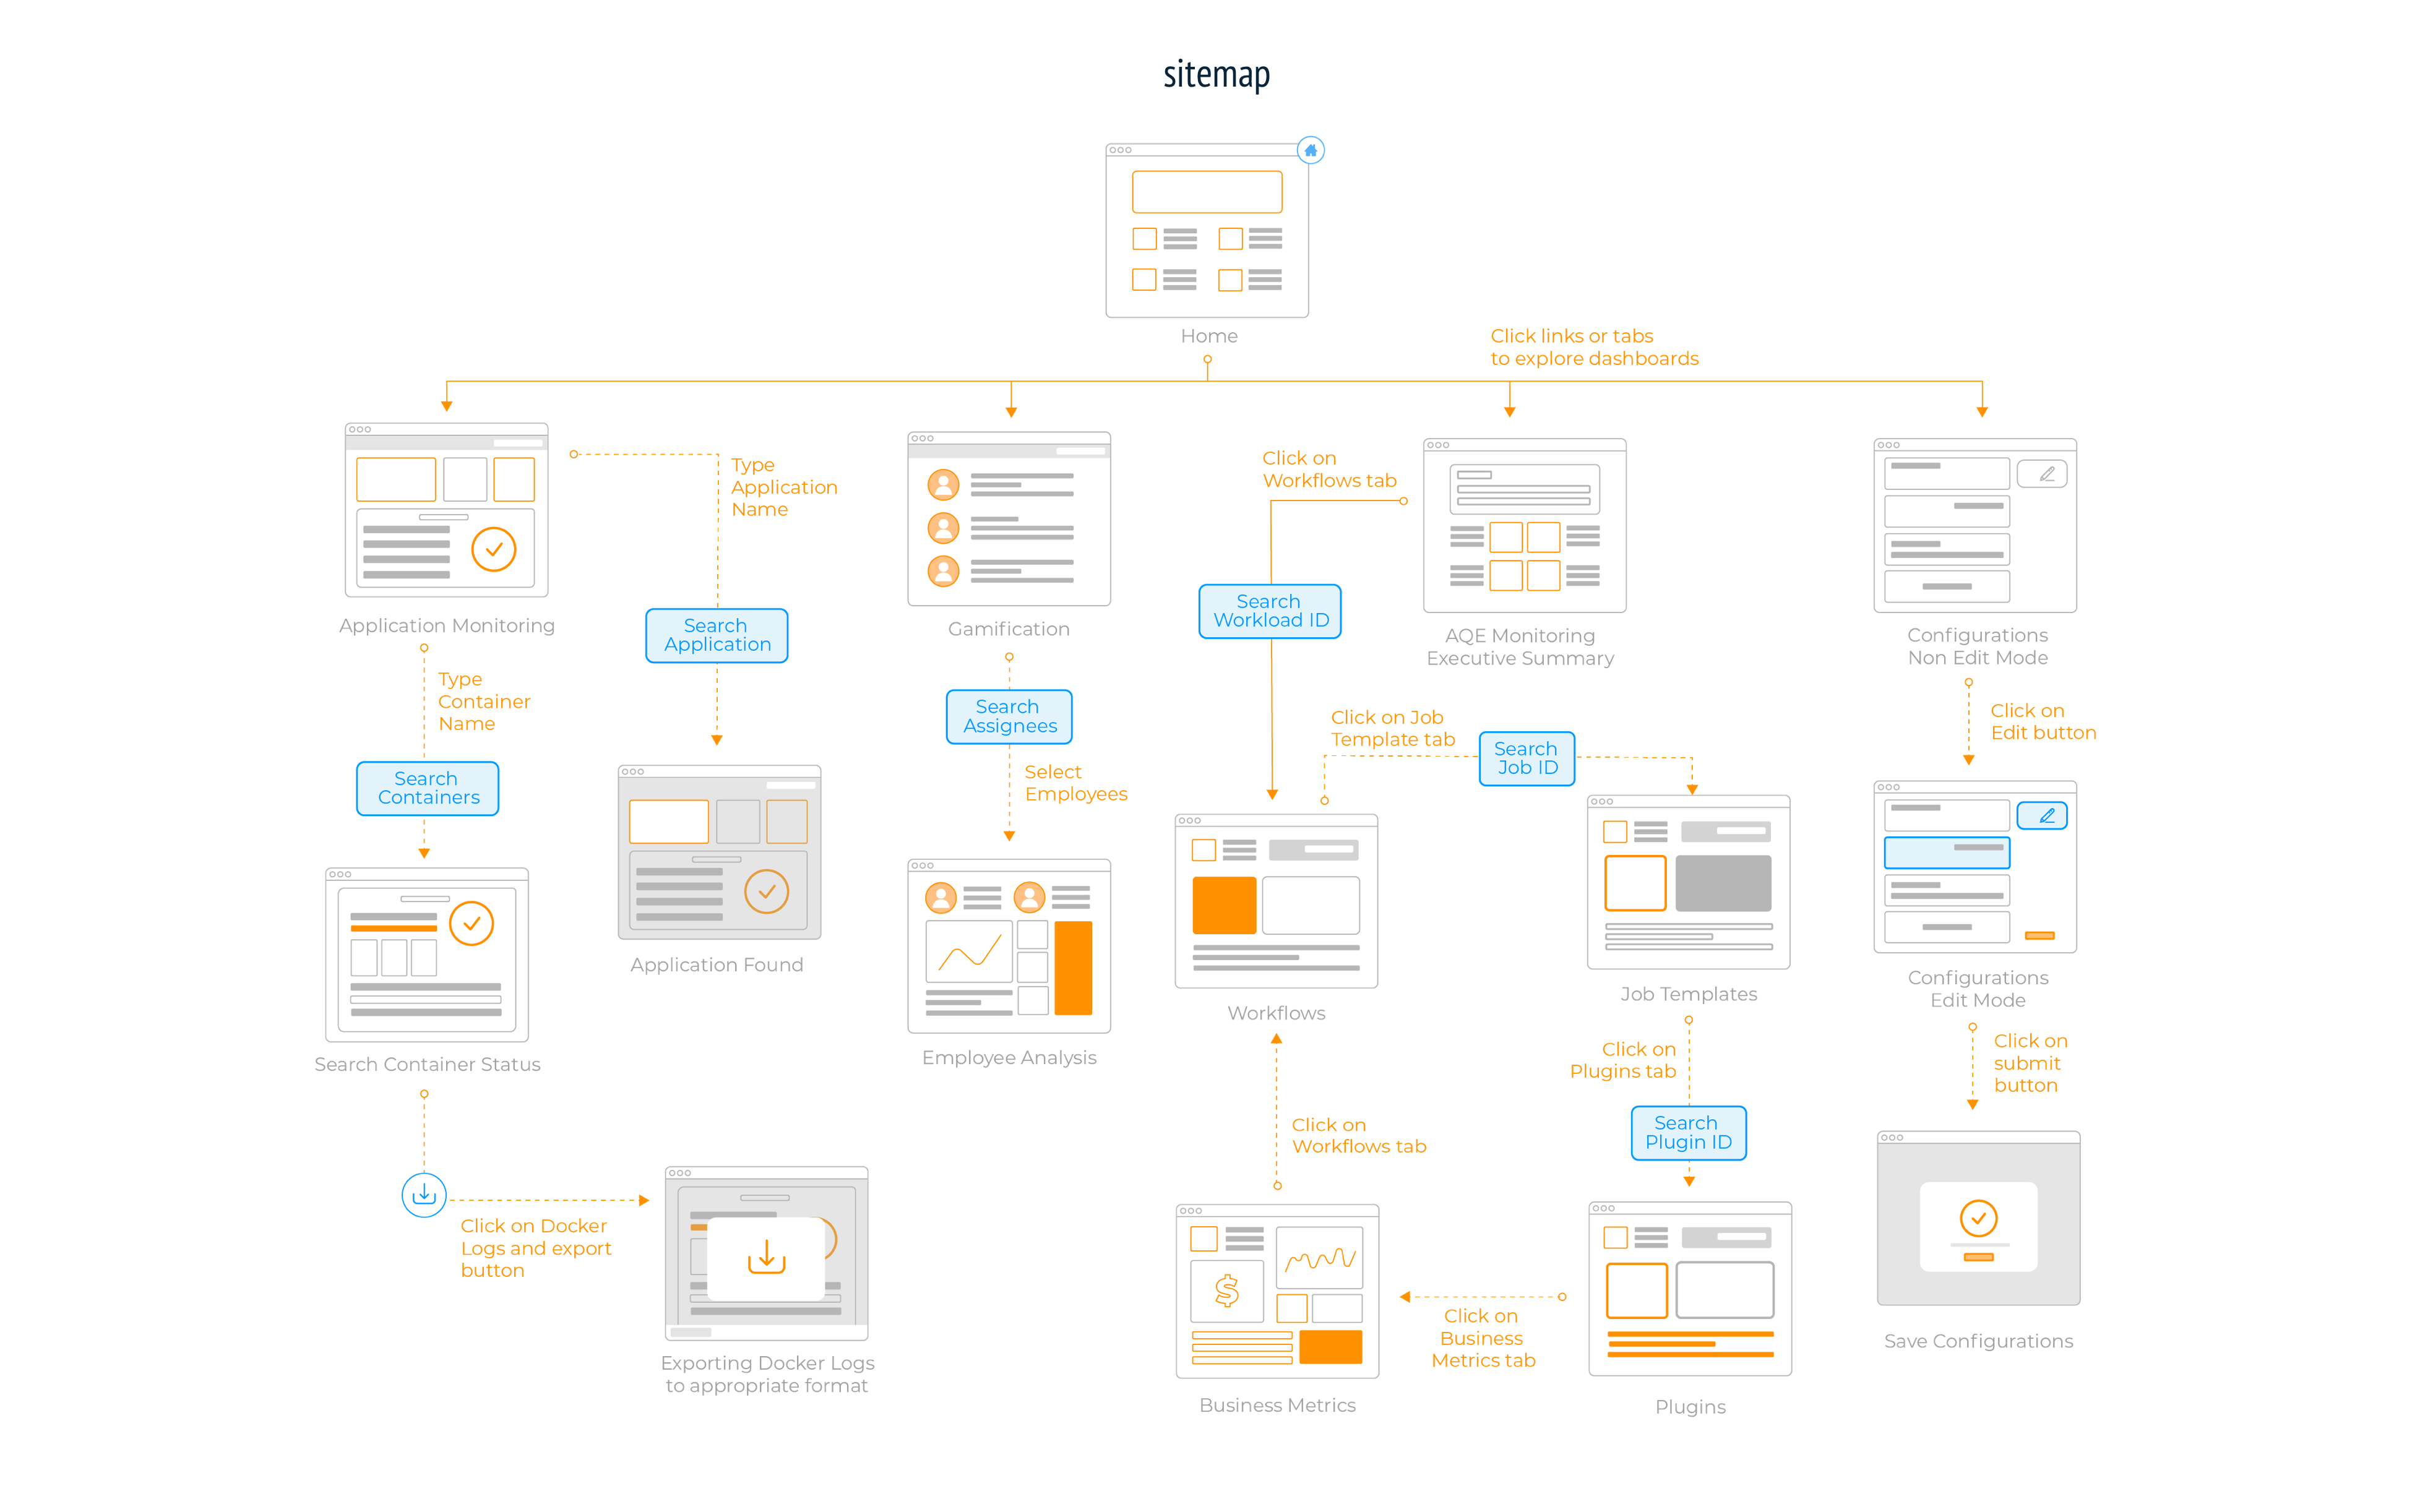 sitemap
Home
Click links or tabs
to explore dashboards
Application Monitoring
Type
Application
Name
Search
Application
Application Found
Type
Container
Name
Search
Containers
Search Container Status
Click on Docker
Logs and export
button
Exporting Docker Logs
to appropriate format
Gamification
Search
Assignees
Select
Employees
Employee Analysis
AQE Monitoring
Executive Summary
Click on
Workflows tab
Search
Workload ID
Workflows
Click on Job
Template tab
Search
Job ID
Job Templates
Click on
Plugins tab
Search
Plugin ID
Plugins
Click on
Business
Metrics tab
Business Metrics
Click on
Workflows tab
Configurations
Non Edit Mode
Click on
Edit button
Configurations
Edit Mode
Click on
submit
button
Save Configurations